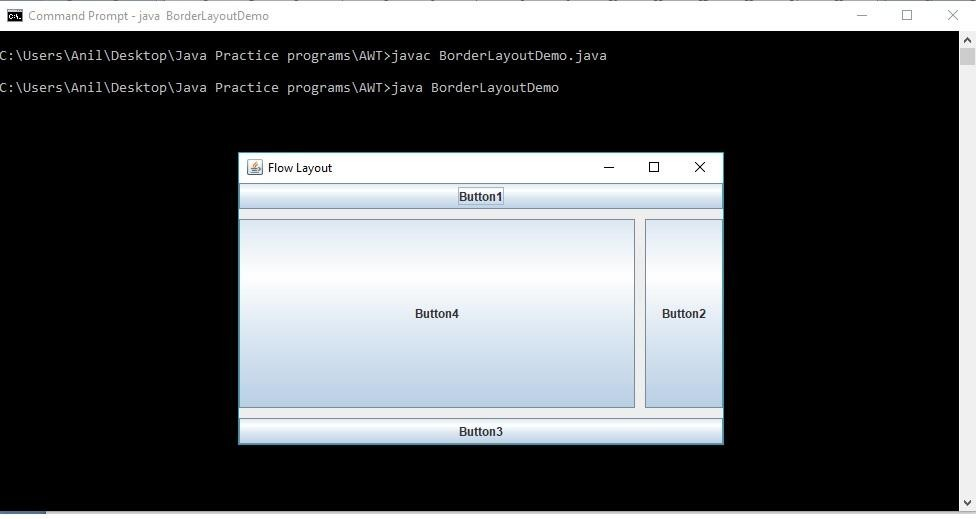 Command Prompt - java  BorderLayoutDemo
C:\Users\Anil\Desktop\Java Practice programs\AWT>javac BorderLayoutDemo.java
C:\Users\Anil\Desktop\Java Practice programs\AWT>java BorderLayoutDemo
Flow Layout
Button1
Button4
Button2
Button3